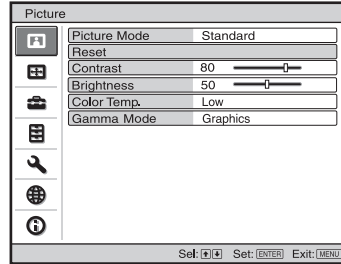 Picture
Picture Mode Standard
Reset
Contrast 80
Brightness 50
Color Temp. Low
Gamma Mode Graphics
Sel: Set: ENTER Exit: MENU